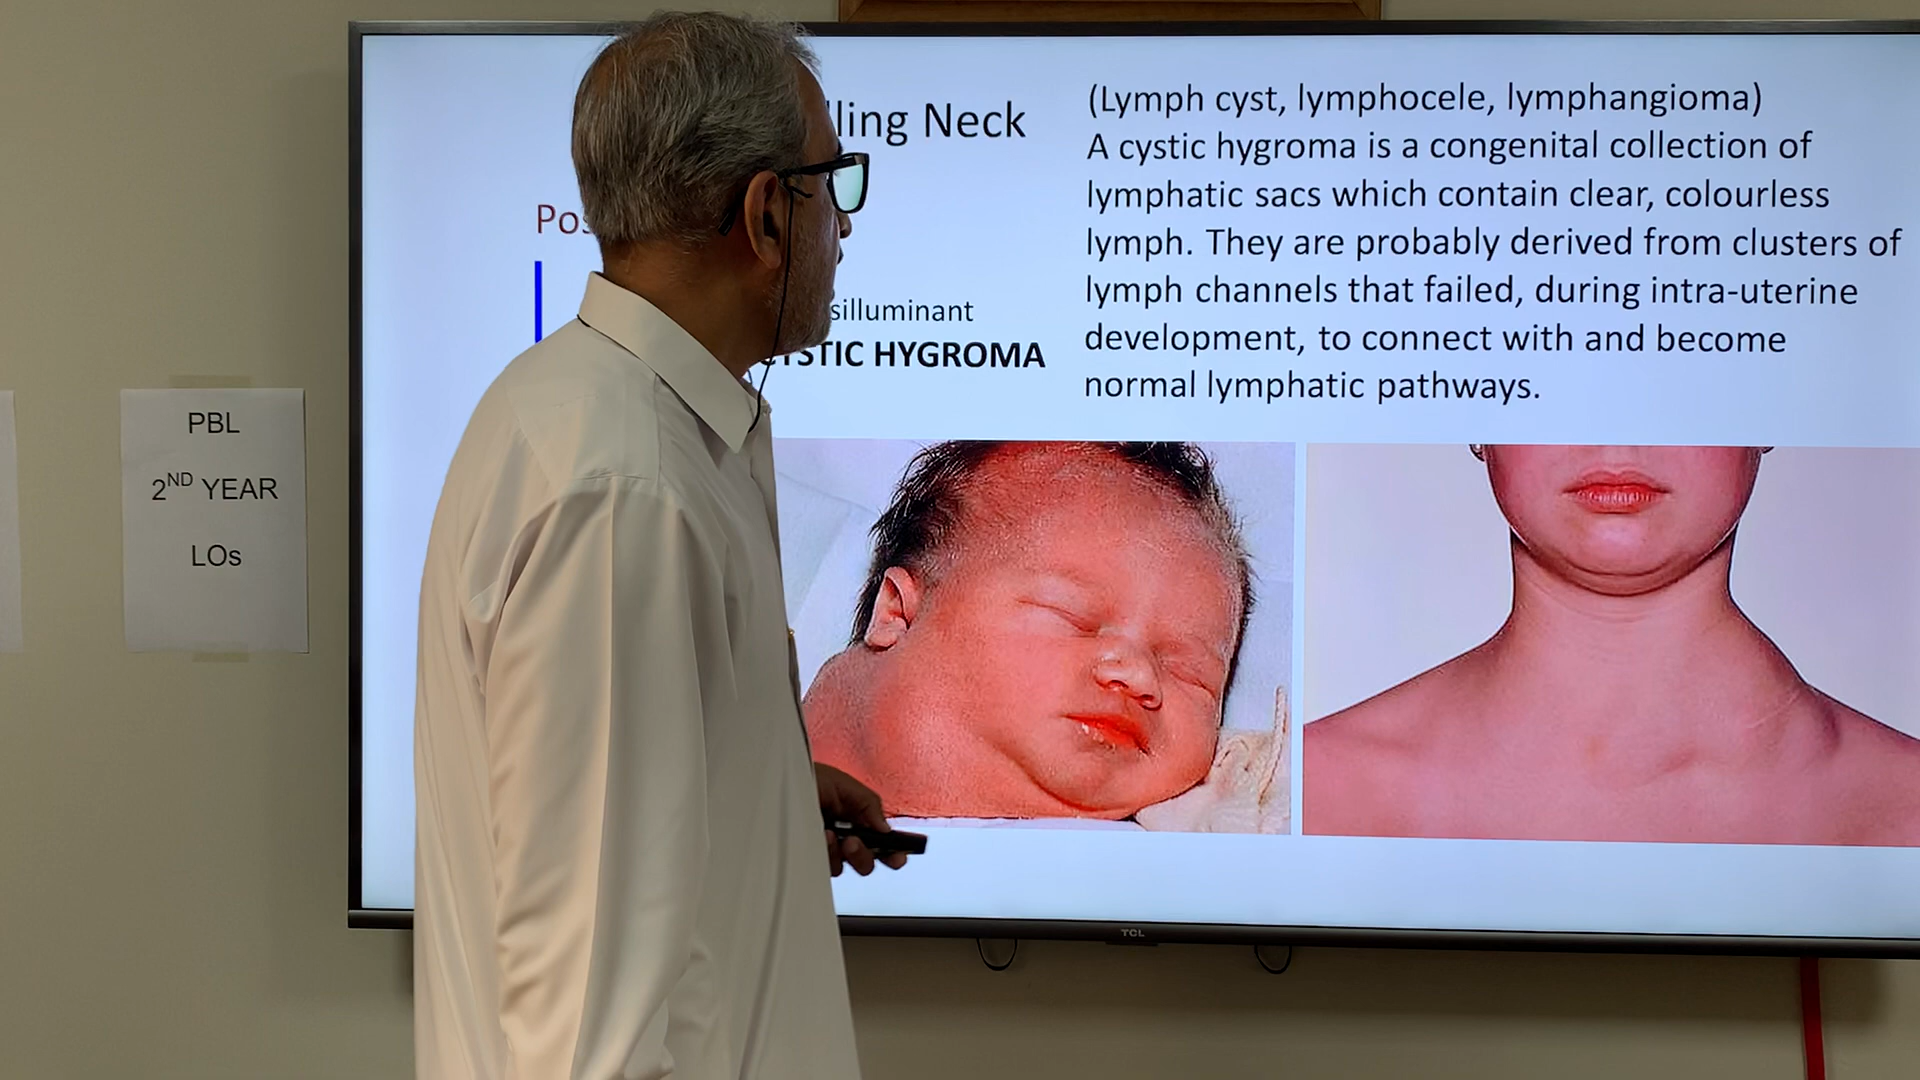 PBL
2ND YEAR
LOs
lling Neck
Pos
silluminant
CYSTIC HYGROMA
(Lymph cyst, lymphocele, lymphangioma)
A cystic hygroma is a congenital collection of
lymphatic sacs which contain clear, colourless
lymph. They are probably derived from clusters of
lymph channels that failed, during intra-uterine
development, to connect with and become
normal lymphatic pathways.
TCL